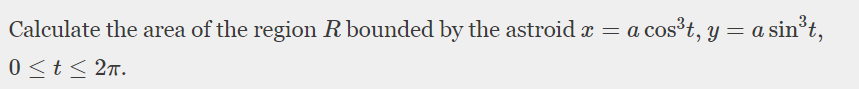 Calculate the area of the region R bounded by the astroid x = a cos³t, y = a sin³t,
0 ≤ t ≤ 2π.